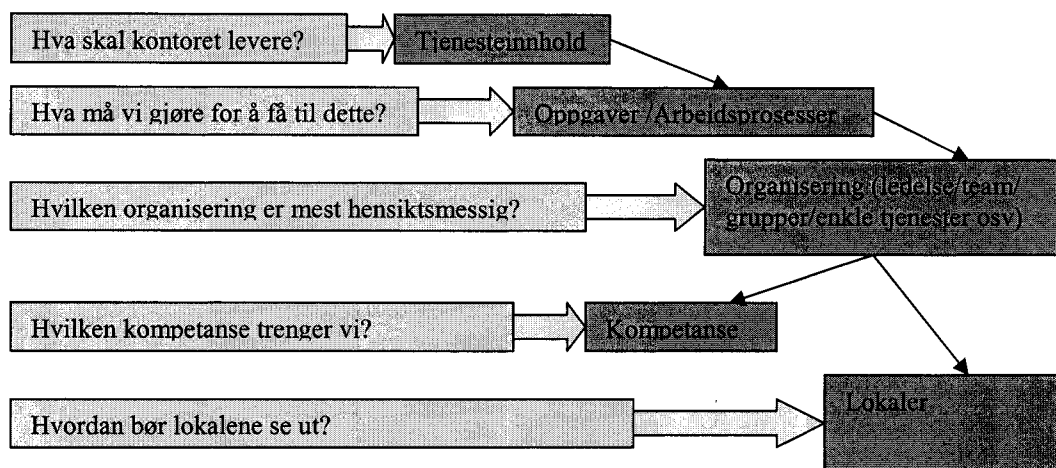 Hva skal kontoret levere?
Tjenesteinnhold
Hva må vi gjøre for å få til dette?
Oppgaver /Arbeidsprosesser
Hvilken organisering er mest hensiktsmessig?
Organisering (ledelse/team/
grupper/enkle tjenester osv)
Hvilken kompetanse trenger vi?
Kompetanse
Hvordan bør lokalene se ut?
Lokaler